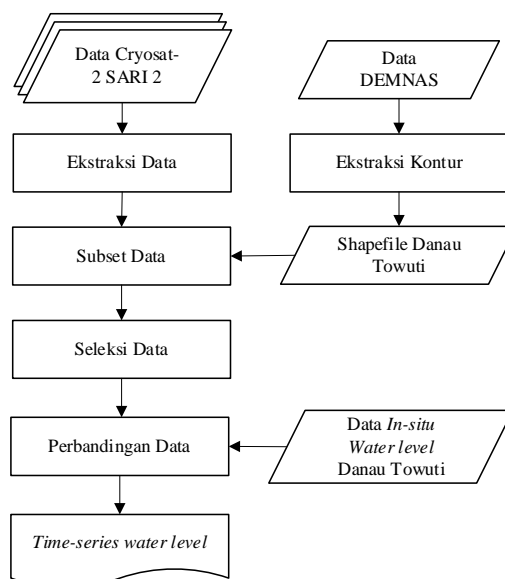 Data Cryosat-
2 SARI 2
Data
DEMNAS
Ekstraksi Data
Ekstraksi Kontur
Subset Data
Shapefile Danau
Towuti
Seleksi Data
Perbandingan Data
Data In-situ
Water level
Danau Towuti
Time-series water level